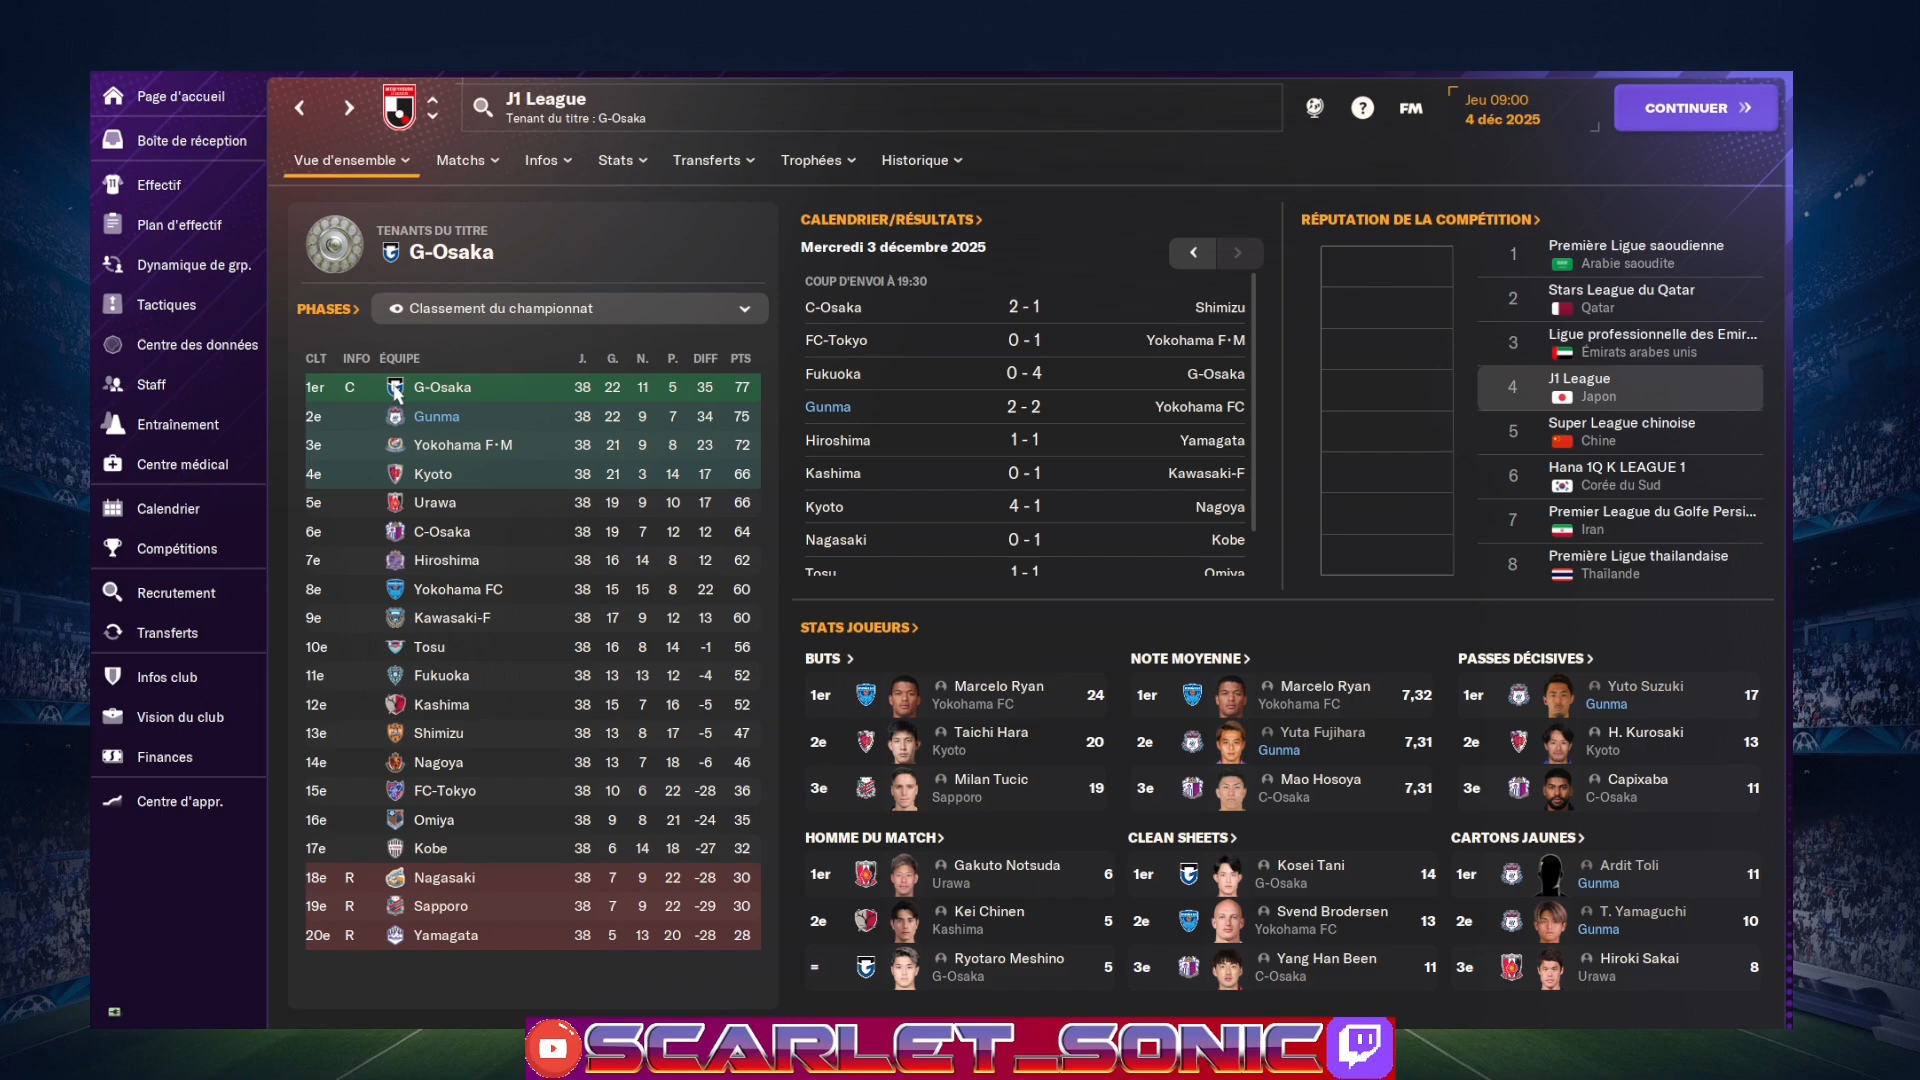 Page d'accueil
Boîte de réception
Effectif
Plan d'effectif
Dynamique de grp.
Tactiques
Centre des données
Staff
Entraînement
Centre médical
Calendrier
Compétitions
Recrutement
Transferts
Infos club
Vision du club
Finances
Centre d'appr.
J1 League
Tenant du titre : G-Osaka
?
FM
Jeu 09:00
4 déc 2025
CONTINUER
Vue d'ensemble Matchs Infos Stats Transferts Trophées Historique
TENANTS DU TITRE
G-Osaka
PHASES Classement du championnat
CLT INFO ÉQUIPE J. G. N. P. DIFF PTS
1er C G-Osaka 38 22 11 5 35 77
2e Gunma 38 22 9 7 34 75
3e Yokohama F·M 38 21 9 8 23 72
4e Kyoto 38 21 3 14 17 66
5e Urawa 38 19 9 10 17 66
6e C-Osaka 38 19 7 12 12 64
7e Hiroshima 38 16 14 8 12 62
8e Yokohama FC 38 15 15 8 22 60
9e Kawasaki-F 38 17 9 12 13 60
10e Tosu 38 16 8 14 -1 56
11e Fukuoka 38 13 13 12 -4 52
12e Kashima 38 15 7 16 -5 52
13e Shimizu 38 13 8 17 -5 47
14e Nagoya 38 13 7 18 -6 46
15e FC-Tokyo 38 10 6 22 -28 36
16e Omiya 38 9 8 21 -24 35
17e Kobe 38 6 14 18 -27 32
18e R Nagasaki 38 7 9 22 -28 30
19e R Sapporo 38 7 9 22 -29 30
20e R Yamagata 38 5 13 20 -28 28
CALENDRIER/RÉSULTATS
Mercredi 3 décembre 2025
COUP D'ENVOI À 19:30
C-Osaka 2 - 1 Shimizu
FC-Tokyo 0 - 1 Yokohama F·M
Fukuoka 0 - 4 G-Osaka
Gunma 2 - 2 Yokohama FC
Hiroshima 1 - 1 Yamagata
Kashima 0 - 1 Kawasaki-F
Kyoto 4 - 1 Nagoya
Nagasaki 0 - 1 Kobe
Tosu 1 - 1 Omiya
RÉPUTATION DE LA COMPÉTITION
1 Première Ligue saoudienne
Arabie saoudite
2 Stars League du Qatar
Qatar
3 Ligue professionnelle des Emir...
Émirats arabes unis
4 J1 League
Japon
5 Super League chinoise
Chine
6 Hana 1Q K LEAGUE 1
Corée du Sud
7 Premier League du Golfe Persi...
Iran
8 Première Ligue thaïlandaise
Thaïlande
STATS JOUEURS
BUTS
1er Marcelo Ryan 24
Yokohama FC
2e Taichi Hara 20
Kyoto
3e Milan Tucic 19
Sapporo
NOTE MOYENNE
1er Marcelo Ryan 7,32
Yokohama FC
2e Yuta Fujihara 7,31
Gunma
3e Mao Hosoya 7,31
C-Osaka
PASSES DÉCISIVES
1er Yuto Suzuki 17
Gunma
2e H. Kurosaki 13
Kyoto
3e Capixaba 11
C-Osaka
HOMME DU MATCH
1er Gakuto Notsuda 6
Urawa
2e Kei Chinen 5
Kashima
= Ryotaro Meshino 5
G-Osaka
CLEAN SHEETS
1er Kosei Tani 14
G-Osaka
2e Svend Brodersen 13
Yokohama FC
3e Yang Han Been 11
C-Osaka
CARTONS JAUNES
1er Ardit Toli 11
Gunma
2e T. Yamaguchi 10
Gunma
3e Hiroki Sakai 8
Urawa
SCARLET_SONIC